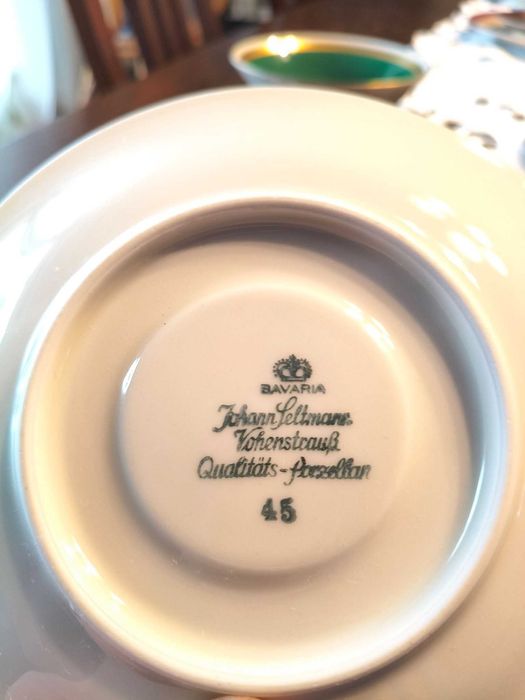 BAVARIA
Johann Seltmann
Vohenstrauß
Qualitäts-Porzellan
45